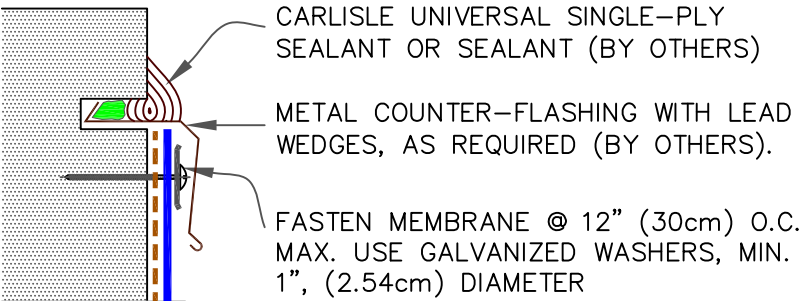 CARLISLE UNIVERSAL SINGLE–PLY
SEALANT OR SEALANT (BY OTHERS)
METAL COUNTER–FLASHING WITH LEAD
WEDGES, AS REQUIRED (BY OTHERS).
FASTEN MEMBRANE @ 12” (30cm) O.C.
MAX. USE GALVANIZED WASHERS, MIN.
1”, (2.54cm) DIAMETER